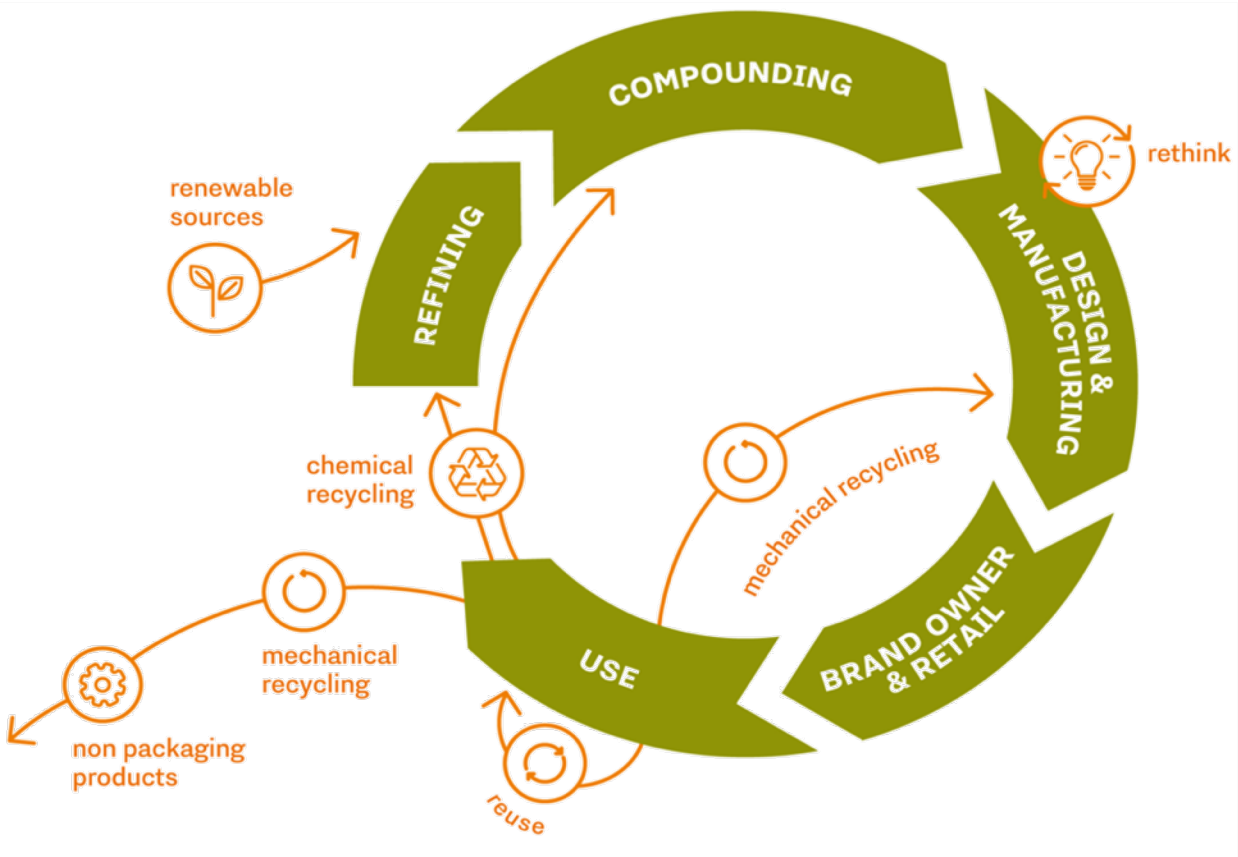 COMPOUNDING
rethink
renewable
sources
REFINING
DESIGN &
MANUFACTURING
chemical
recycling
mechanical recycling
BRAND OWNER
& RETAIL
USE
mechanical
recycling
non packaging
products
reuse